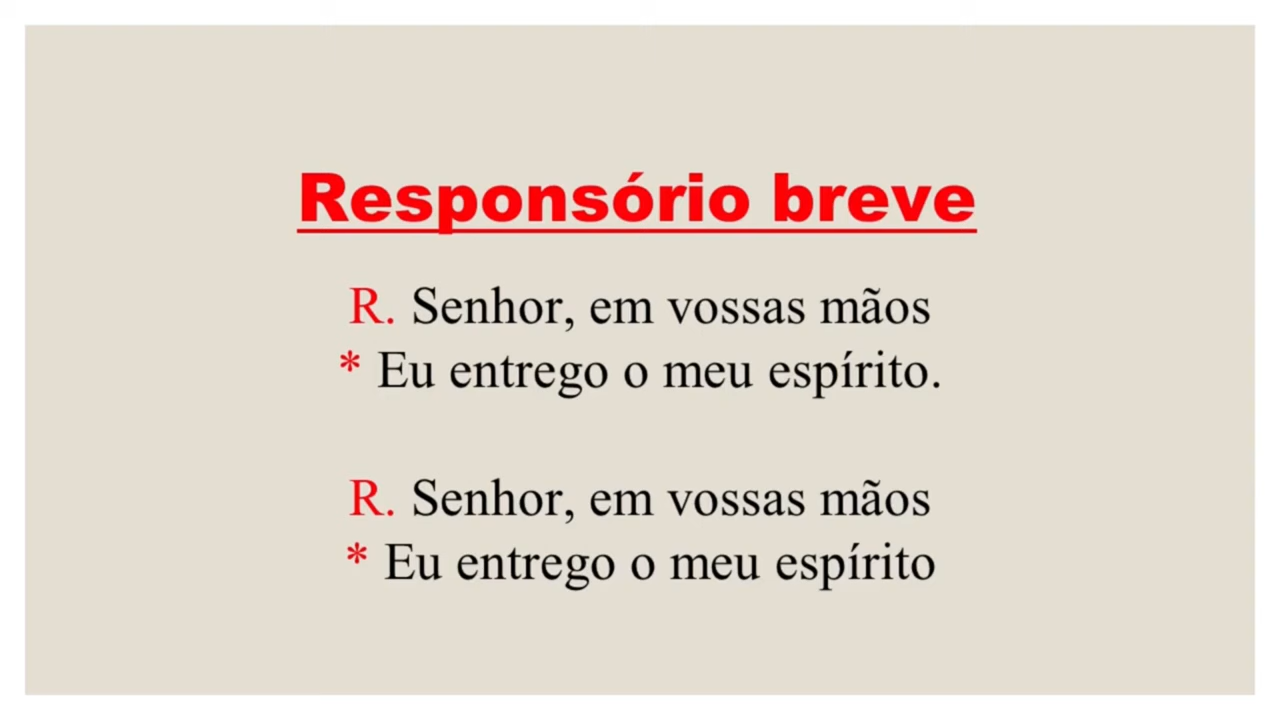 Responsório breve
R. Senhor, em vossas mãos
* Eu entrego o meu espírito.
R. Senhor, em vossas mãos
* Eu entrego o meu espírito